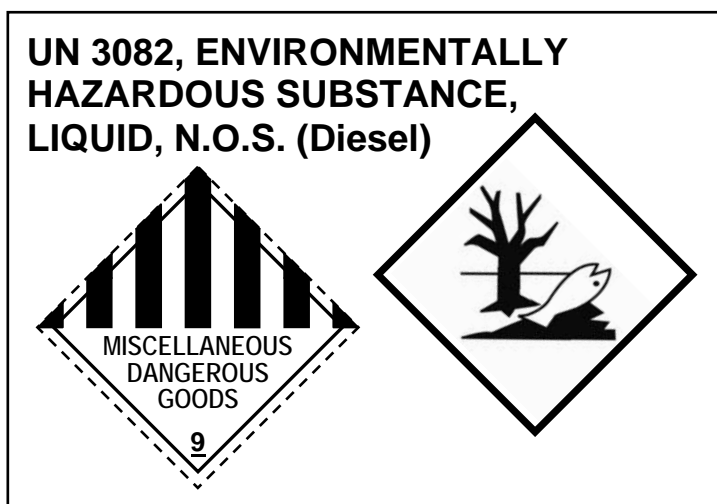 UN 3082, ENVIRONMENTALLY
HAZARDOUS SUBSTANCE,
LIQUID, N.O.S. (Diesel)
MISCELLANEOUS
DANGEROUS
GOODS
9